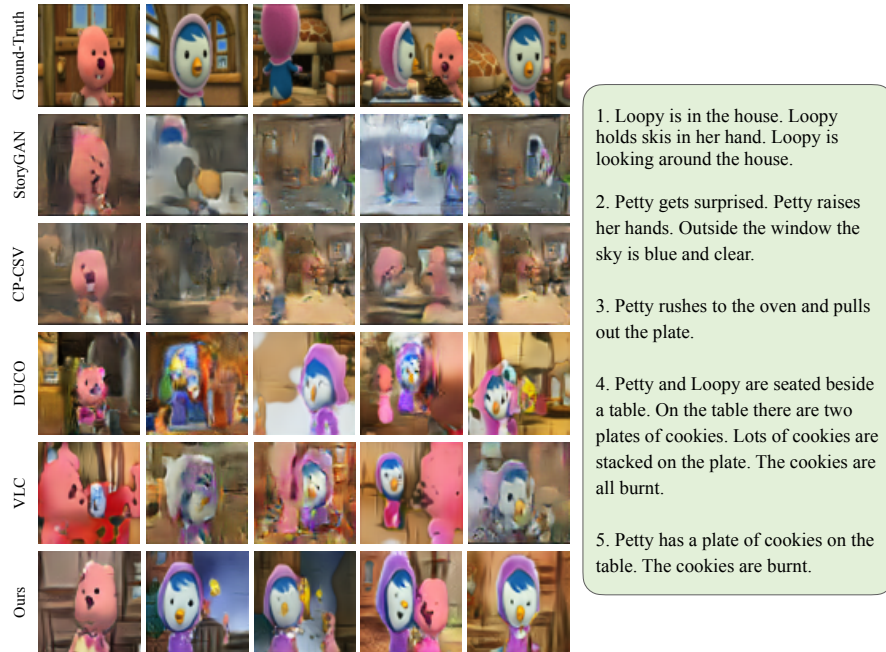 Ground-Truth
StoryGAN
CP-CSV
DUCO
VLC
Ours
1. Loopy is in the house. Loopy
holds skis in her hand. Loopy is
looking around the house.
2. Petty gets surprised. Petty raises
her hands. Outside the window the
sky is blue and clear.
3. Petty rushes to the oven and pulls
out the plate.
4. Petty and Loopy are seated beside
a table. On the table there are two
plates of cookies. Lots of cookies are
stacked on the plate. The cookies are
all burnt.
5. Petty has a plate of cookies on the
table. The cookies are burnt.